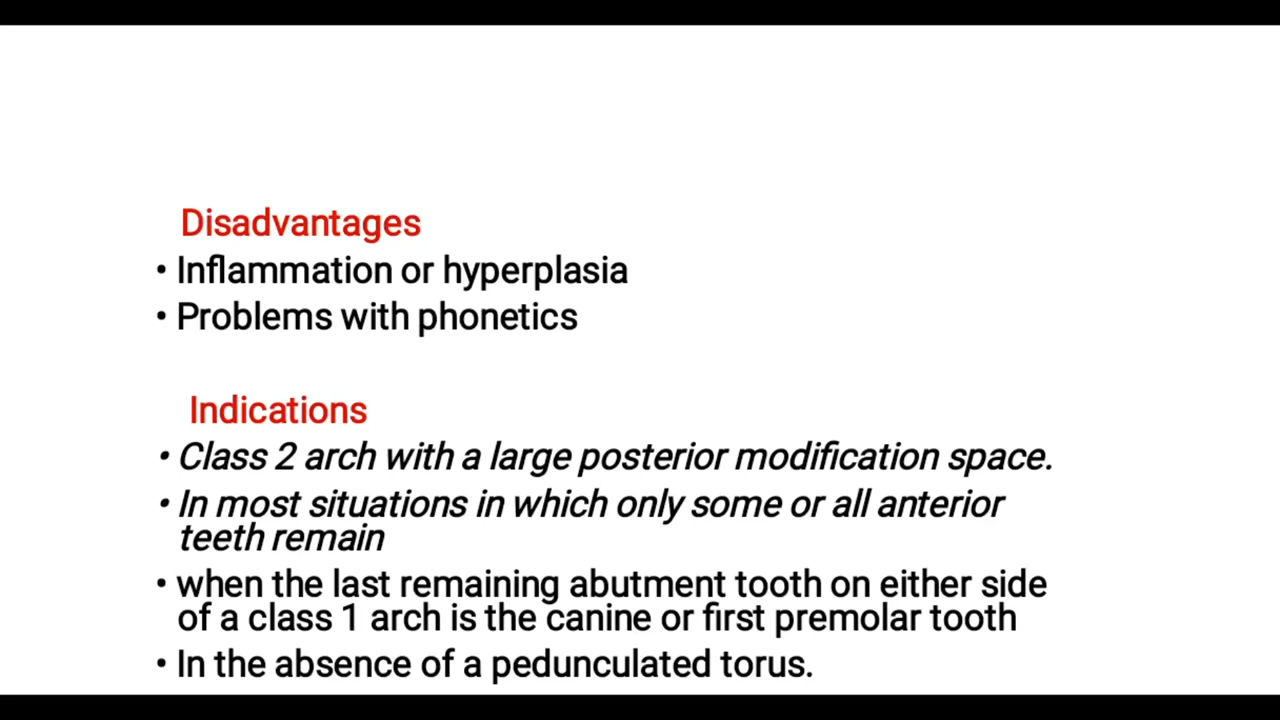 Disadvantages
• Inflammation or hyperplasia
• Problems with phonetics
Indications
• Class 2 arch with a large posterior modification space.
• In most situations in which only some or all anterior
teeth remain
• when the last remaining abutment tooth on either side
of a class 1 arch is the canine or first premolar tooth
• In the absence of a pedunculated torus.